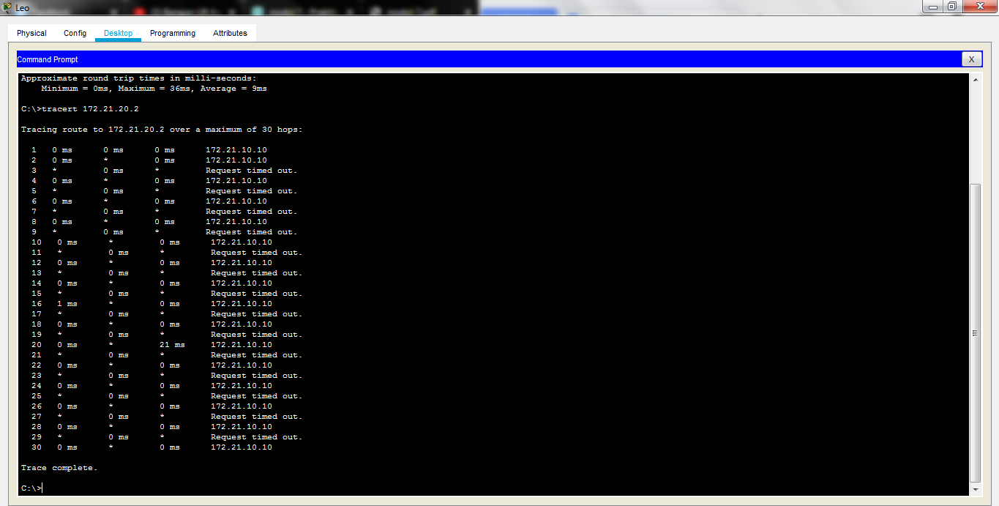 Leo
Physical Config Desktop Programming Attributes
Command Prompt X
Approximate round trip times in milli-seconds:
Minimum = 0ms, Maximum = 36ms, Average = 9ms
C:\>tracert 172.21.20.2
Tracing route to 172.21.20.2 over a maximum of 30 hops:
1 0 ms 0 ms 0 ms 172.21.10.10
2 0 ms * 0 ms 172.21.10.10
3 * 0 ms * Request timed out.
4 0 ms * 0 ms 172.21.10.10
5 * 0 ms * Request timed out.
6 0 ms * 0 ms 172.21.10.10
7 * 0 ms * Request timed out.
8 0 ms * 0 ms 172.21.10.10
9 * 0 ms * Request timed out.
10 0 ms * 0 ms 172.21.10.10
11 * 0 ms * Request timed out.
12 0 ms * 0 ms 172.21.10.10
13 * 0 ms * Request timed out.
14 0 ms * 0 ms 172.21.10.10
15 * 0 ms * Request timed out.
16 1 ms * 0 ms 172.21.10.10
17 * 0 ms * Request timed out.
18 0 ms * 0 ms 172.21.10.10
19 * 0 ms * Request timed out.
20 0 ms * 21 ms 172.21.10.10
21 * 0 ms * Request timed out.
22 0 ms * 0 ms 172.21.10.10
23 * 0 ms * Request timed out.
24 0 ms * 0 ms 172.21.10.10
25 * 0 ms * Request timed out.
26 0 ms * 0 ms 172.21.10.10
27 * 0 ms * Request timed out.
28 0 ms * 0 ms 172.21.10.10
29 * 0 ms * Request timed out.
30 0 ms * 0 ms 172.21.10.10
Trace complete.
C:\>